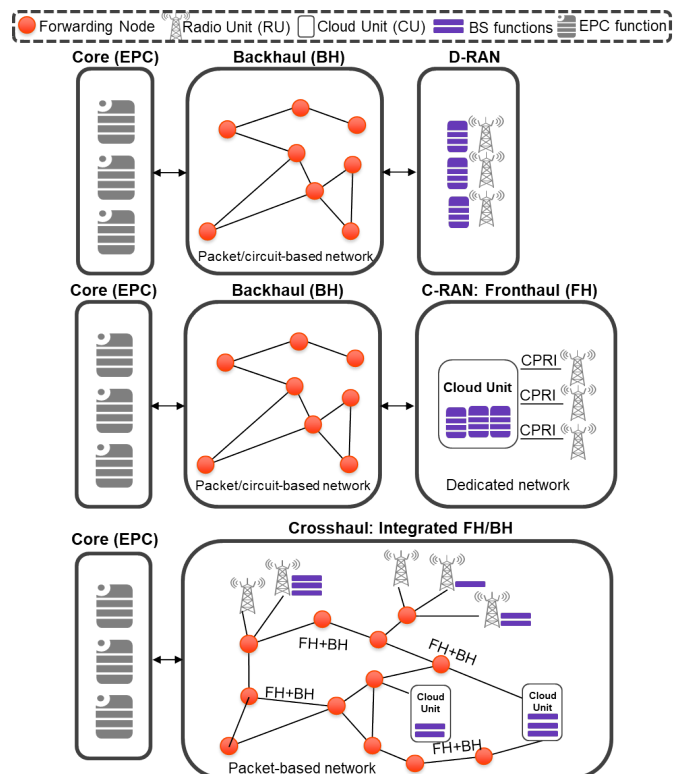 Forwarding Node Radio Unit (RU) Cloud Unit (CU) BS functions EPC function
Core (EPC) Backhaul (BH) D-RAN
Packet/circuit-based network
Core (EPC) Backhaul (BH) C-RAN: Fronthaul (FH)
CPRI
Cloud Unit
CPRI
CPRI
Packet/circuit-based network
Dedicated network
Crosshaul: Integrated FH/BH
Core (EPC)
FH+BH
FH+BH
FH+BH
Cloud
Unit
Cloud
Unit
FH+BH
Packet-based network